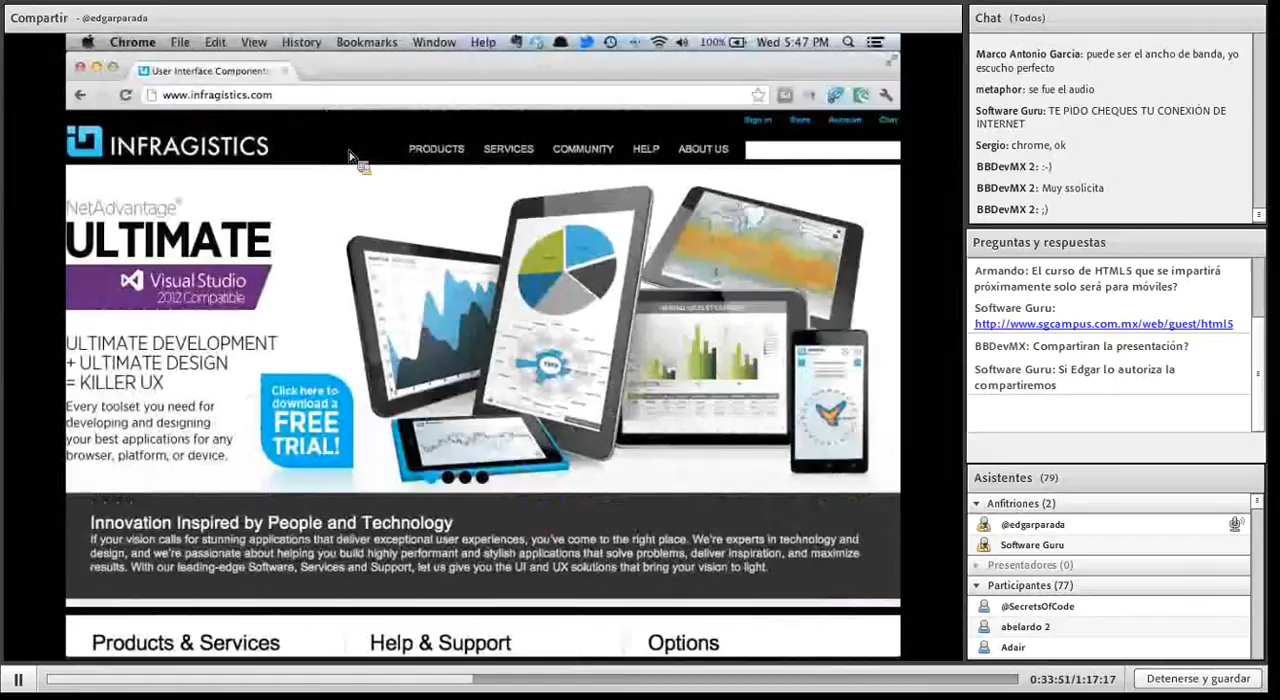 Compartir - @edgarparada
Chrome File Edit View History Bookmarks Window Help 100% Wed 5:47 PM
User Interface Component
www.infragistics.com
Sign in Store Account Chat
INFRAGISTICS
PRODUCTS SERVICES COMMUNITY HELP ABOUT US
NetAdvantage®
ULTIMATE
Visual Studio
2012 Compatible
ULTIMATE DEVELOPMENT
+ ULTIMATE DESIGN
= KILLER UX
Every toolset you need for
developing and designing
your best applications for any
browser, platform, or device.
Click here to
download a
FREE
TRIAL!
Innovation Inspired by People and Technology
If your vision calls for stunning applications that deliver exceptional user experiences, you've come to the right place. We're experts in technology and
design, and we're passionate about helping you build highly performant and stylish applications that solve problems, deliver inspiration, and maximize
results. With our leading-edge Software, Services and Support, let us give you the UI and UX solutions that bring your vision to light.
Products & Services Help & Support Options
Chat (Todos)
Marco Antonio Garcia: puede ser el ancho de banda, yo
escucho perfecto
metaphor: se fue el audio
Software Guru: TE PIDO CHEQUES TU CONEXIÓN DE
INTERNET
Sergio: chrome, ok
BBDevMX 2: :-)
BBDevMX 2: Muy ssolicita
BBDevMX 2: ;)
Preguntas y respuestas
Armando: El curso de HTML5 que se impartirá
próximamente solo será para móviles?
Software Guru:
http://www.sgcampus.com.mx/web/guest/html5
BBDevMX: Compartiran la presentación?
Software Guru: Si Edgar lo autoriza la
compartiremos
Asistentes (79)
Anfitriones (2)
@edgarparada
Software Guru
Presentadores (0)
Participantes (77)
@SecretsOfCode
abelardo 2
Adair
0:33:51/1:17:17 Detenerse y guardar